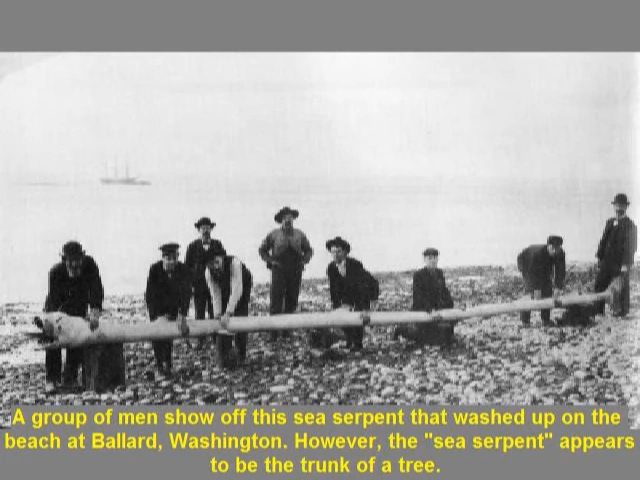 A group of men show off this sea serpent that washed up on the
beach at Ballard, Washington. However, the "sea serpent" appears
to be the trunk of a tree.